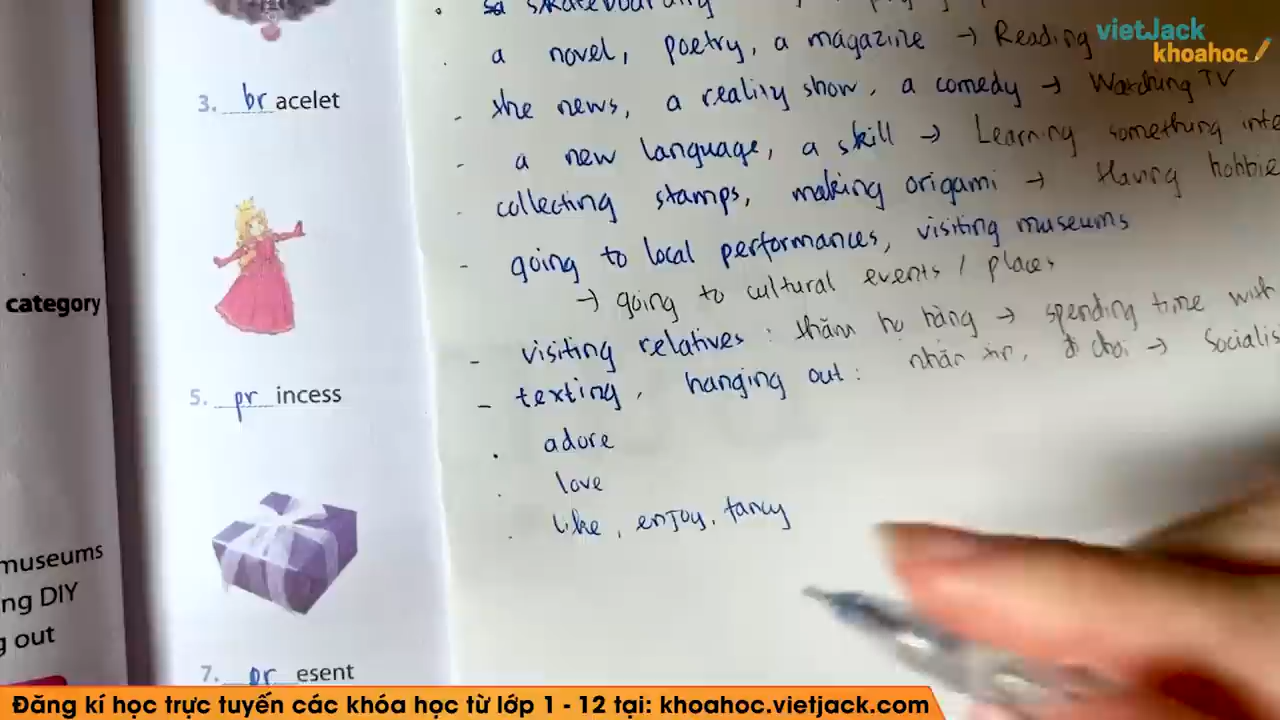 sa skateboarding
a novel, poetry, a magazine → Reading
vietJack
khoahoc
3. br acelet
the news, a reality show, a comedy → Watching TV
a new language, a skill → Learning something inte
collecting stamps, making origami → Having hobbie
going to local performances, visiting museums
→ going to cultural events / places
category
visiting relatives : thăm họ hàng → spending time with
texting, hanging out : nhắn tin, đi chơi → Socialis
5. pr incess
adore
love
like, enjoy, fancy
museums
ng DIY
g out
7. pr esent
Đăng kí học trực tuyến các khóa học từ lớp 1 - 12 tại: khoahoc.vietjack.com